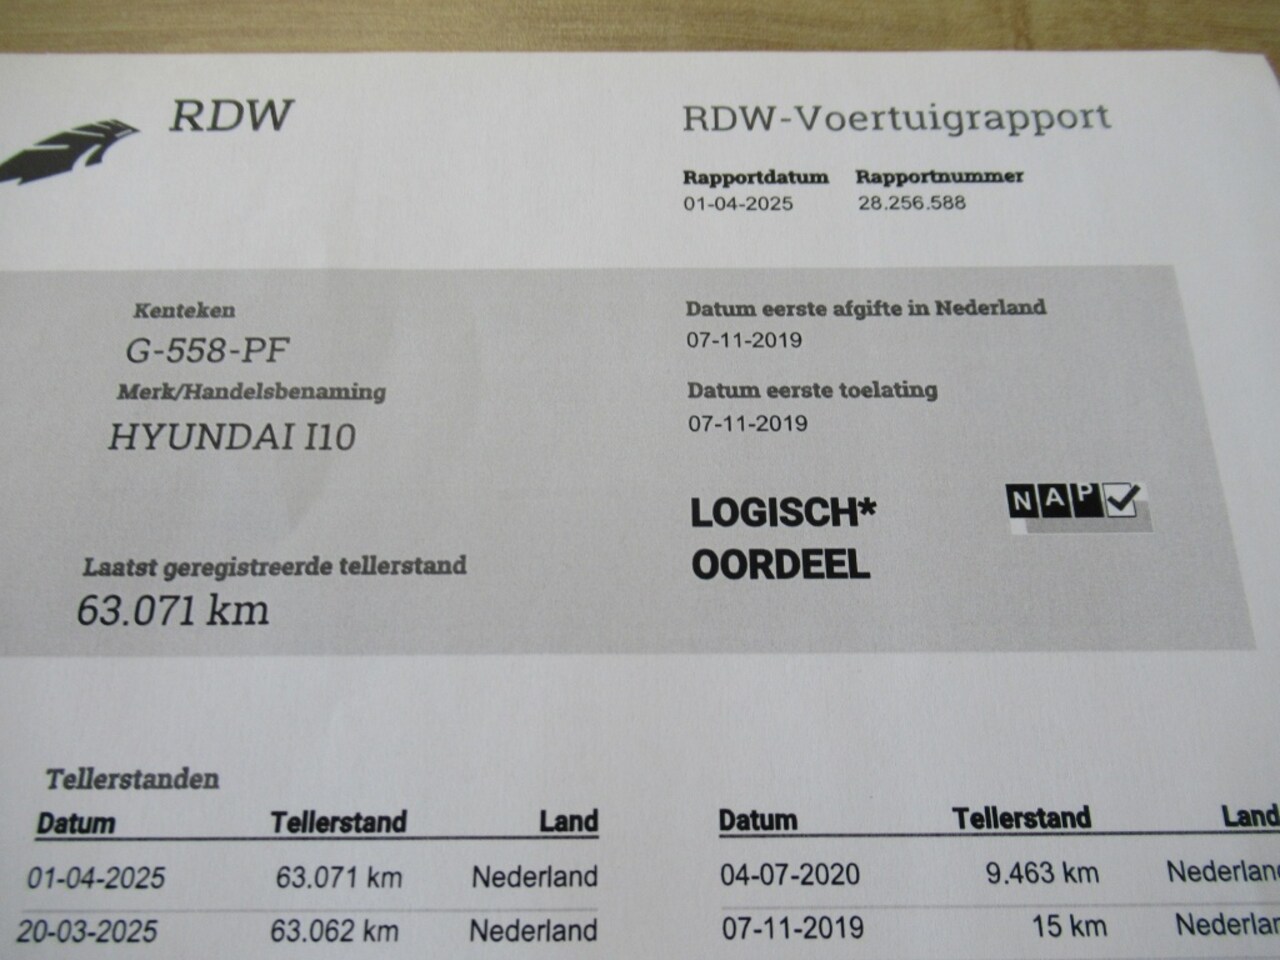 RDW
RDW-Voertuigrapport
Rapportdatum Rapportnummer
01-04-2025 28.256.588
Kenteken
G-558-PF
Merk/Handelsbenaming
HYUNDAI I10
Laatst geregistreerde tellerstand
63.071 km
Datum eerste afgifte in Nederland
07-11-2019
Datum eerste toelating
07-11-2019
LOGISCH*
OORDEEL
NAP
Tellerstanden
Datum Tellerstand Land
01-04-2025 63.071 km Nederland
20-03-2025 63.062 km Nederland
Datum Tellerstand Land
04-07-2020 9.463 km Nederlan
07-11-2019 15 km Nederlan